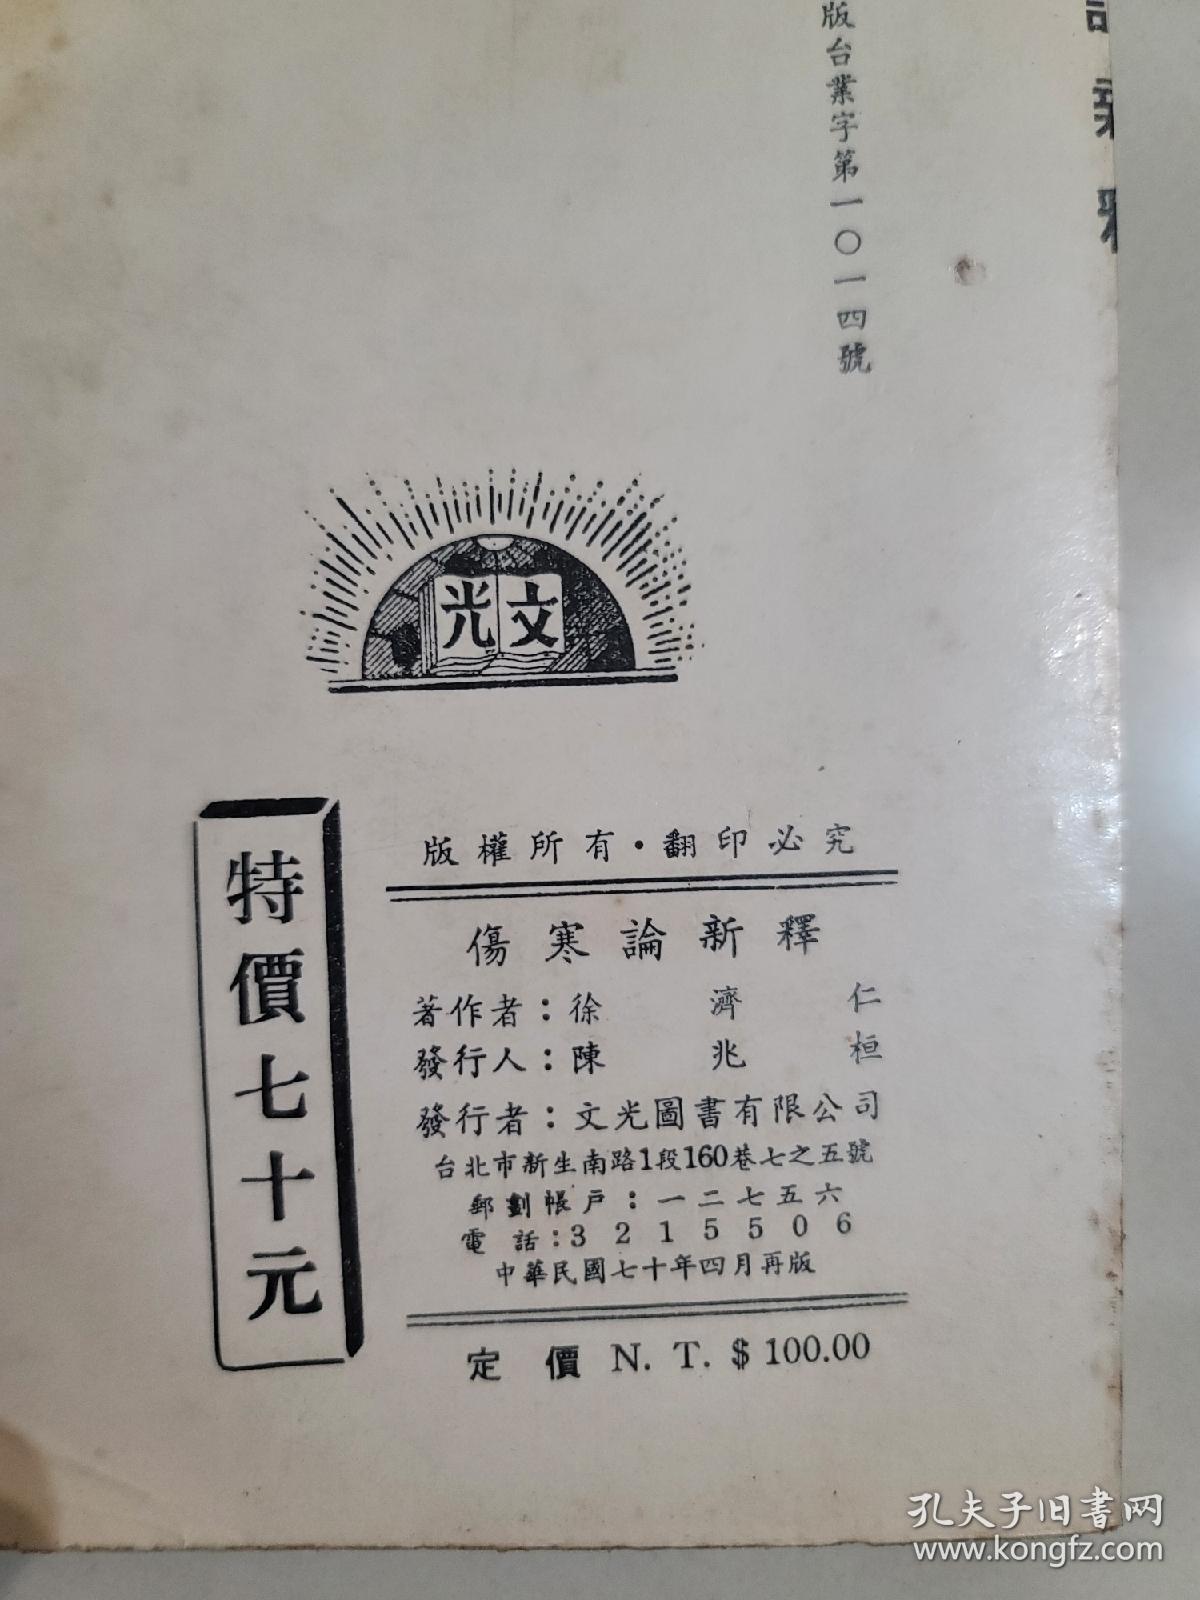 版台業字第一〇一四號
文光
版權所有·翻印必究
傷寒論新釋
著作者：徐濟仁
發行人：陳兆桓
發行者：文光圖書有限公司
台北市新生南路1段160巷七之五號
郵劃帳戶：一二七五六
電話：3215506
中華民國七十年四月再版
定價N.T.$100.00
特價七十元
孔夫子旧书网
www.kongfz.com